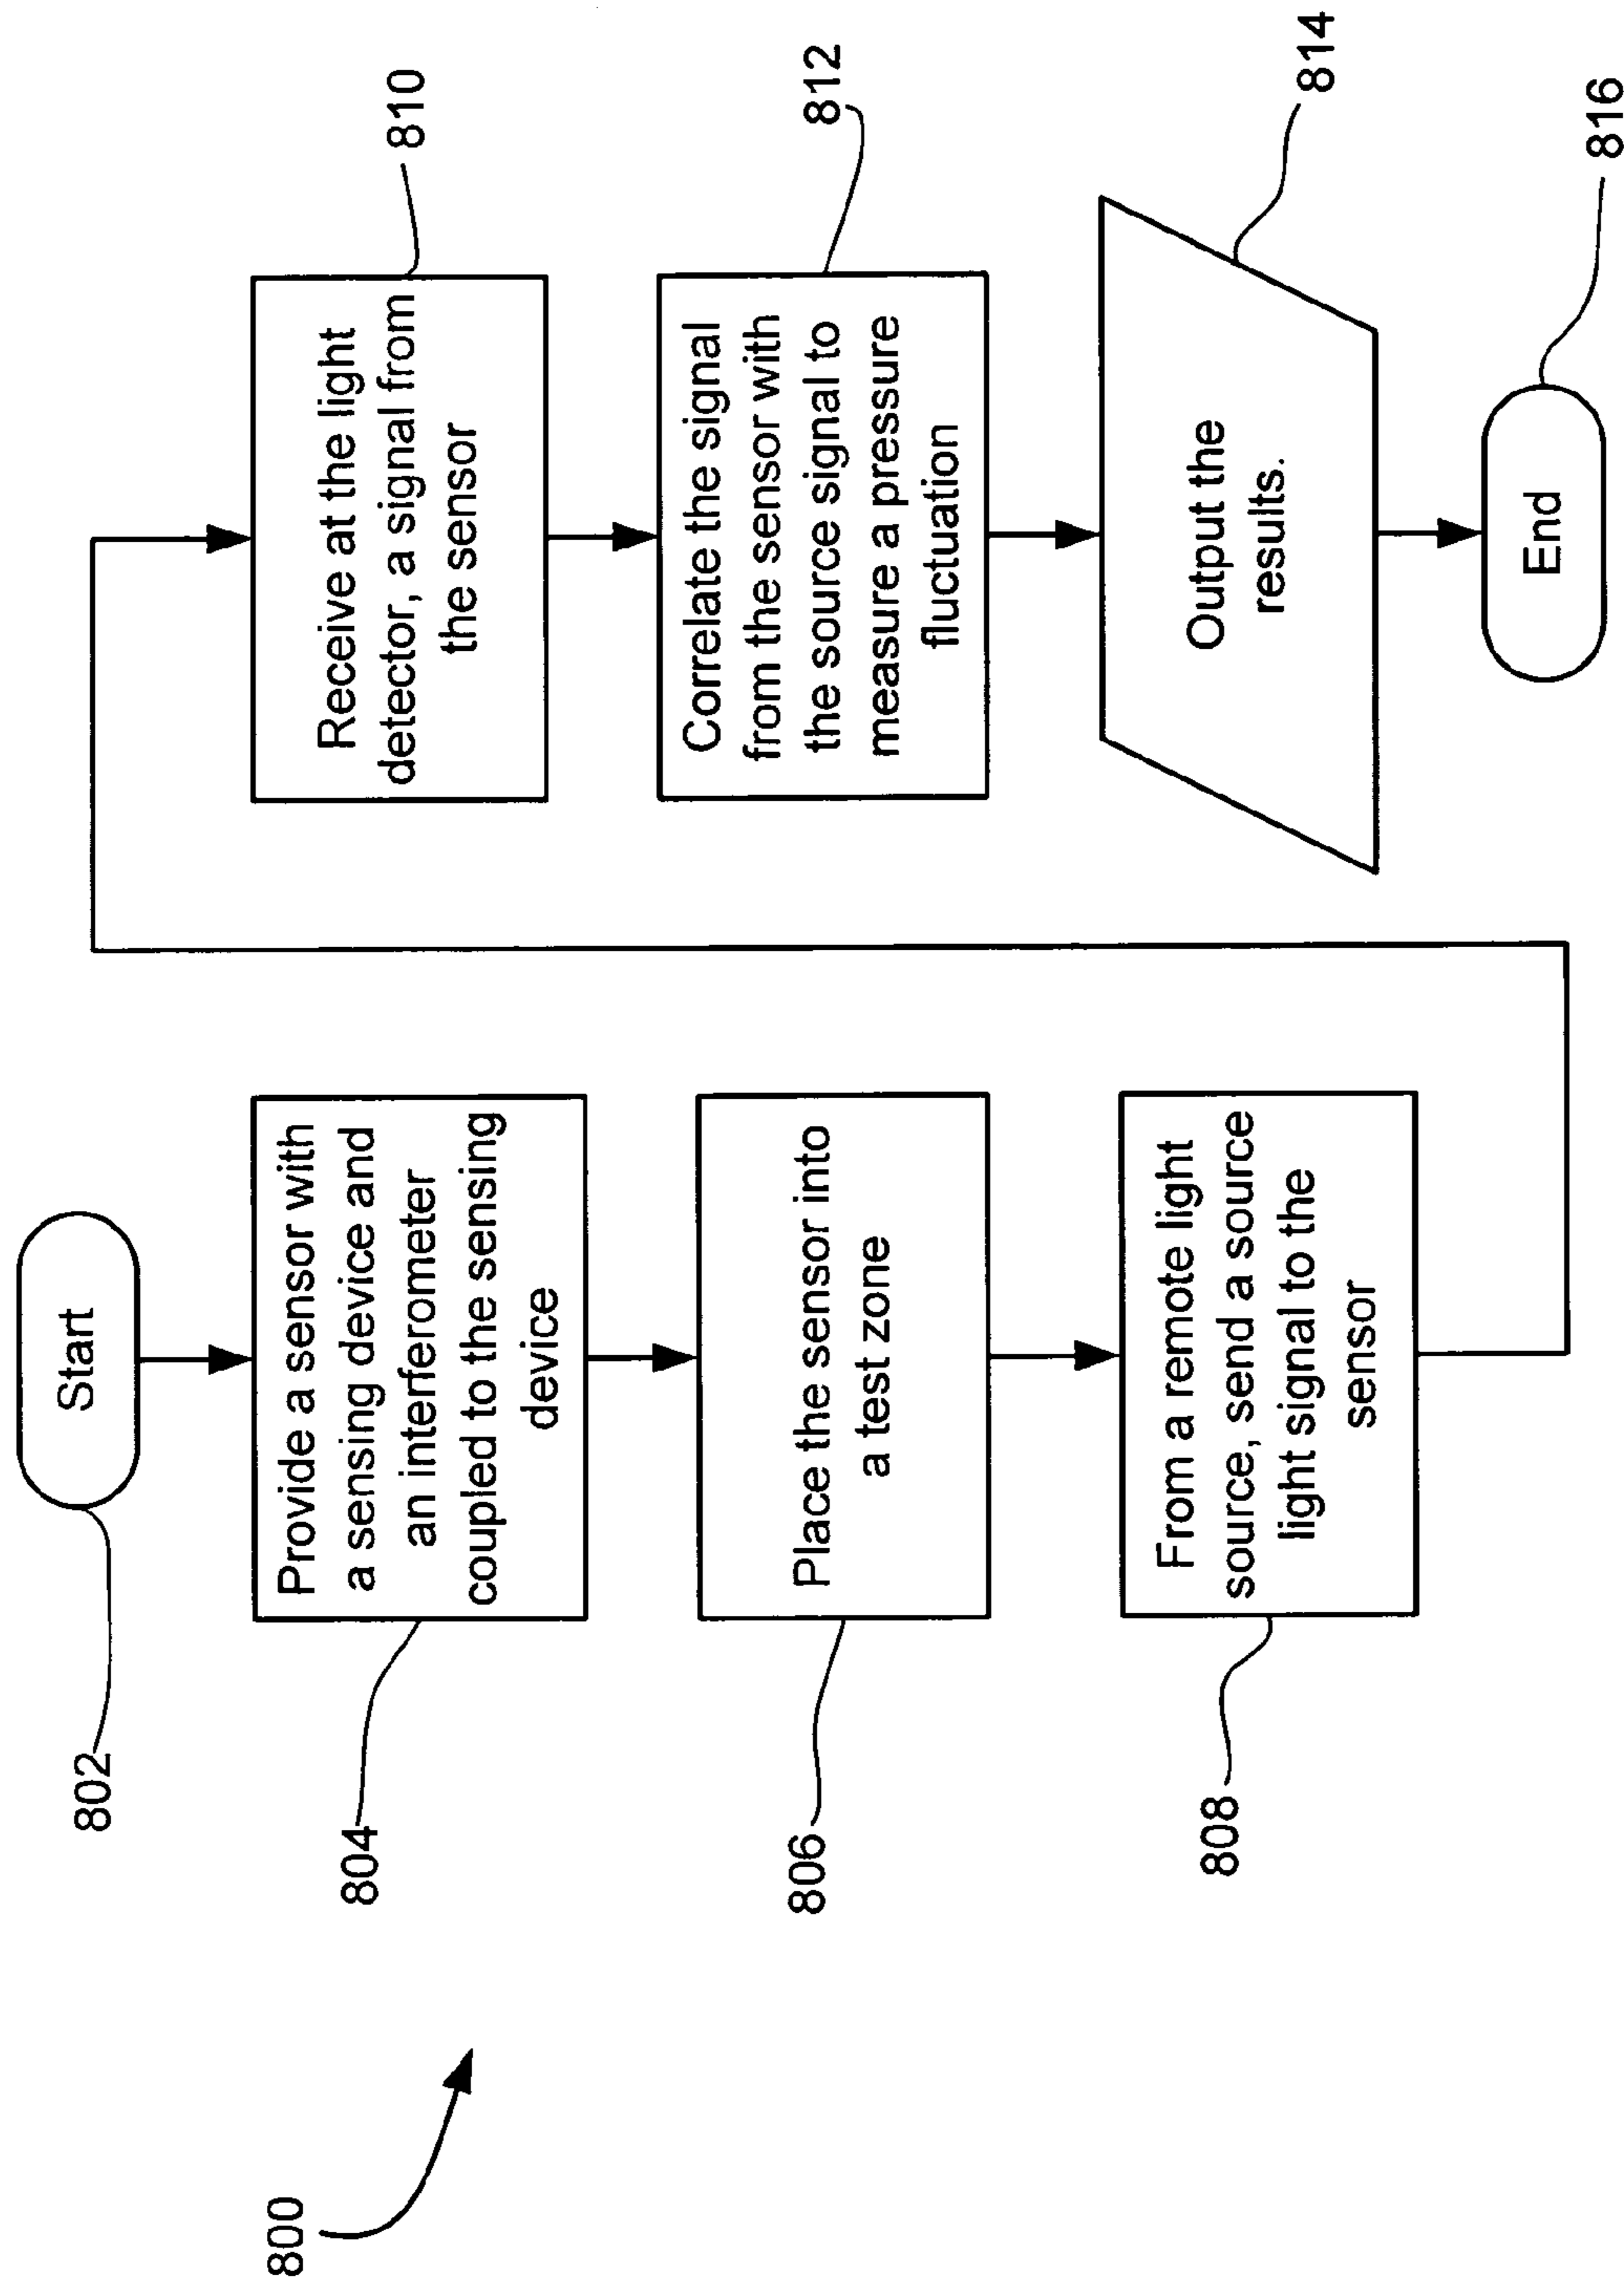 800
802
Start
804
Provide a sensor with
a sensing device and
an interferometer
coupled to the sensing
device
806
Place the sensor into
a test zone
808
From a remote light
source, send a source
light signal to the
sensor
810
Receive at the light
detector, a signal from
the sensor
812
Correlate the signal
from the sensor with
the source signal to
measure a pressure
fluctuation
814
Output the
results.
816
End